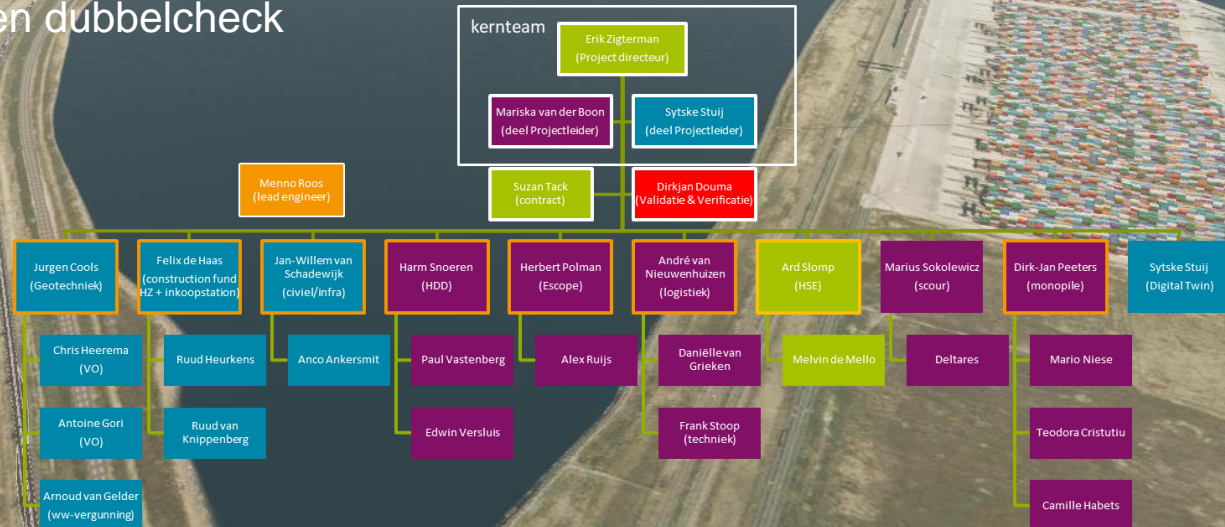 en dubbelcheck
kernteam
Erik Zigterman
(Project directeur)
Mariska van der Boon
(deel Projectleider)
Sytske Stuij
(deel Projectleider)
Menno Roos
(lead engineer)
Suzan Tack
(contract)
Dirkjan Douma
(Validatie & Verificatie)
Jurgen Cools
(Geotechniek)
Felix de Haas
(construction fund
HZ + inkoopstation)
Jan-Willem van
Schadewijk
(civiel/infra)
Harm Snoeren
(HDD)
Herbert Polman
(Escope)
André van
Nieuwenhuizen
(logistiek)
Ard Slomp
(HSE)
Marius Sokolewicz
(scour)
Dirk-Jan Peeters
(monopile)
Sytske Stuij
(Digital Twin)
Chris Heerema
(VO)
Ruud Heurkens
Anco Ankersmit
Paul Vastenberg
Alex Ruijs
Daniëlle van
Grieken
Melvin de Mello
Deltares
Mario Niese
Antoine Gori
(VO)
Ruud van
Knippenberg
Edwin Versluis
Frank Stoop
(techniek)
Teodora Cristutiu
Arnoud van Gelder
(ww-vergunning)
Camille Habets